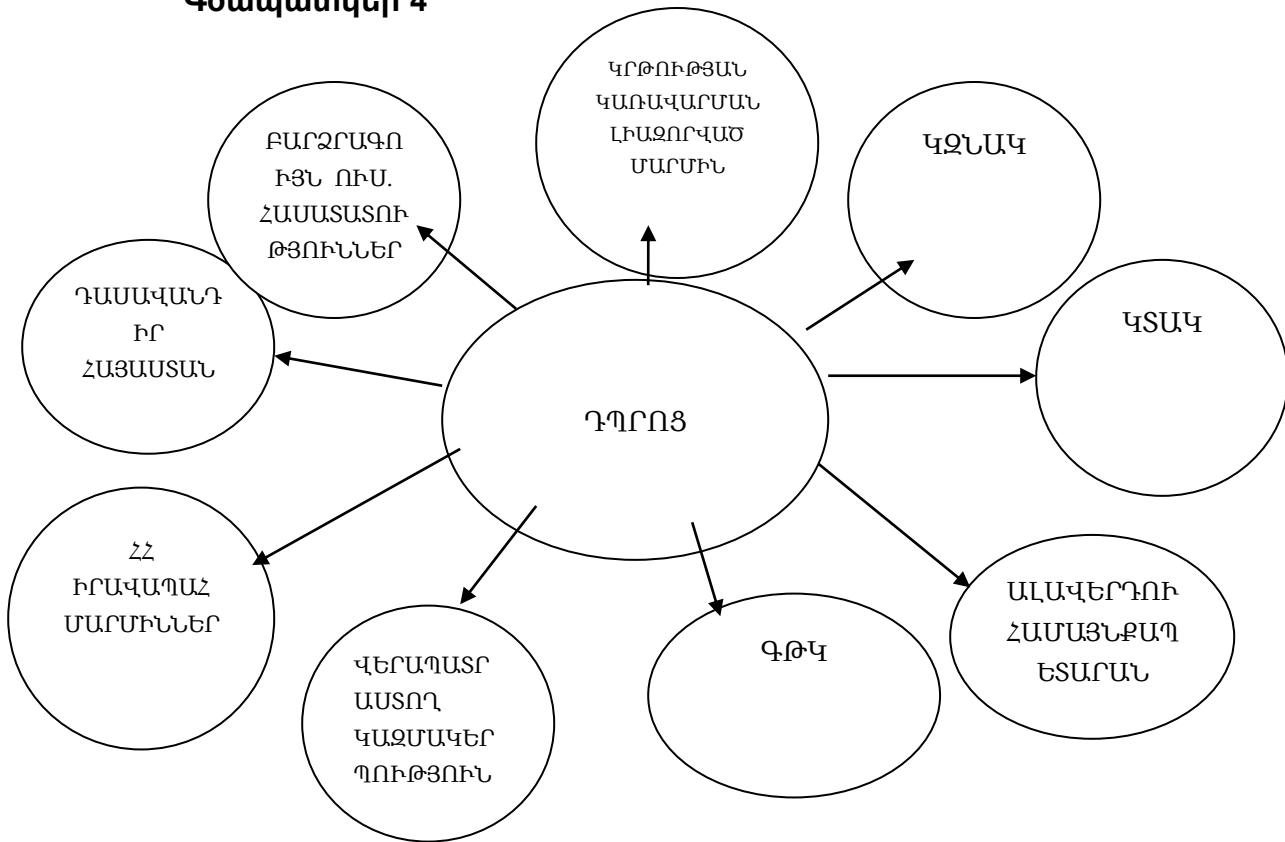 Գծապատկեր 4
ԿՐԹՈՒԹՅԱՆ
ԿԱՌԱՎԱՐՄԱՆ
ԼԻԱԶՈՐՎԱԾ
ՄԱՐՄԻՆ
ԿԶՆԱԿ
ԲԱՐՁՐԱԳՈ
ՒՅՆ ՈՒՍ.
ՀԱՍԱՏԱՏՈՒ
ԹՅՈՒՆՆԵՐ
ԴԱՍԱՎԱՆԴ
ԻՐ
ՀԱՅԱՍՏԱՆ
ԿՏԱԿ
ԴՊՐՈՑ
ՀՀ
ԻՐԱՎԱՊԱՀ
ՄԱՐՄԻՆՆԵՐ
ՎԵՐԱՊԱՏՐ
ԱՍՏՈՂ
ԿԱԶՄԱԿԵՐ
ՊՈՒԹՅՈՒՆ
ԳԹԿ
ԱԼԱՎԵՐԴՈՒ
ՀԱՄԱՅՆՔԱՊ
ԵՏԱՐԱՆ